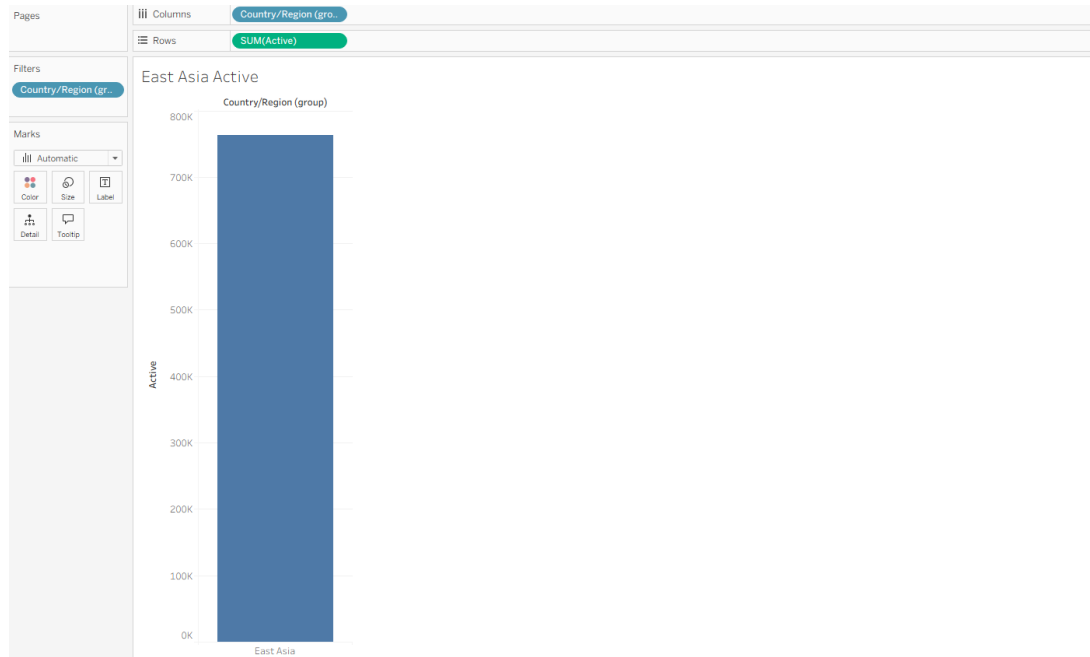 Pages
Columns
Country/Region (gro..
Rows
SUM(Active)
Filters
Country/Region (gr..
Marks
Automatic
Color
Size
Label
Detail
Tooltip
East Asia Active
Country/Region (group)
800K
700K
600K
500K
400K
300K
200K
100K
0K
Active
East Asia